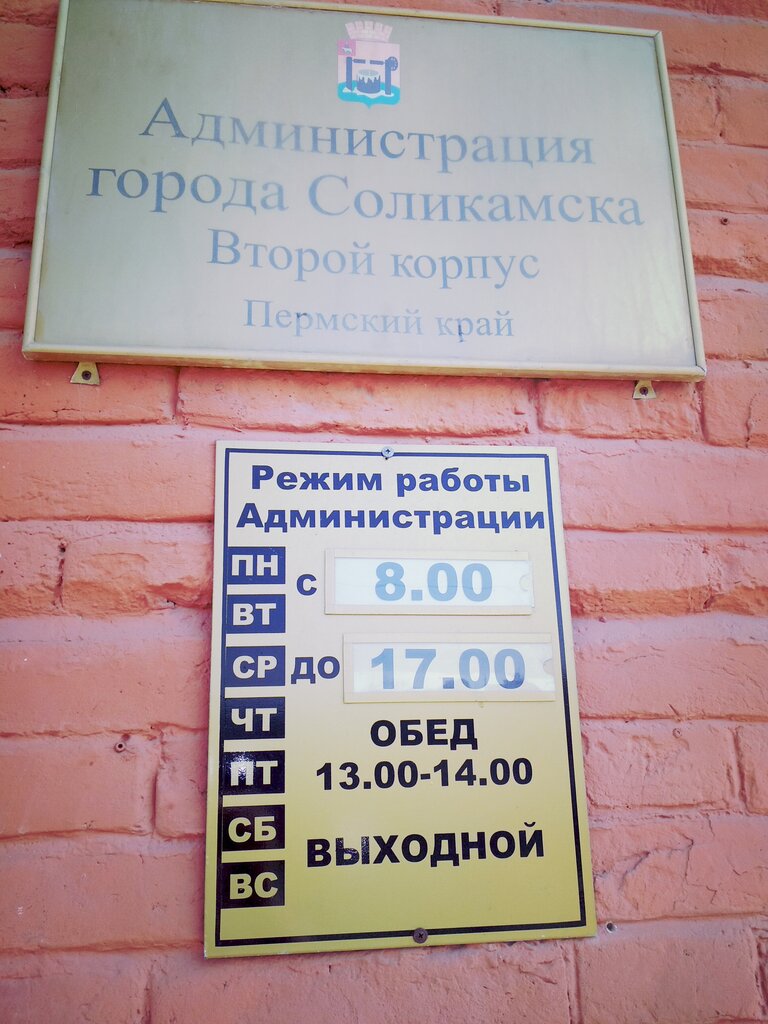 Администрация
города Соликамска
Второй корпус
Пермский край
Режим работы
Администрации
ПН
с 8.00
ВТ
СР до 17.00
ЧТ
ОБЕД
ПТ
13.00-14.00
СБ
ВЫХОДНОЙ
ВС